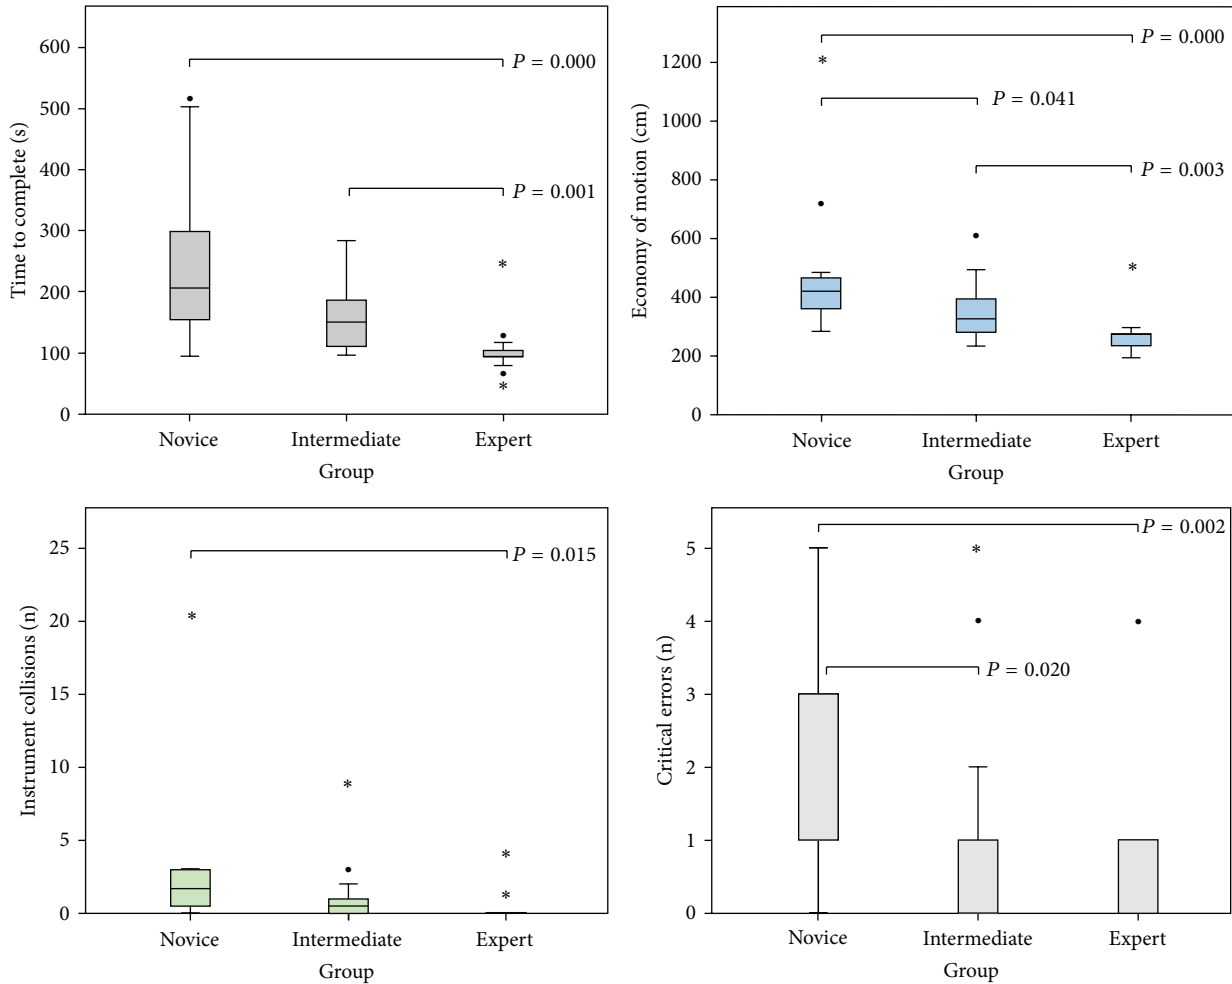 Time to complete (s)
600
500
400
300
200
100
0
P = 0.000
P = 0.001
*
*
Novice
Intermediate
Expert
Group
Economy of motion (cm)
1200
1000
800
600
400
200
0
P = 0.000
*
P = 0.041
P = 0.003
*
Novice
Intermediate
Expert
Group
Instrument collisions (n)
25
20
15
10
5
0
P = 0.015
*
*
*
*
Novice
Intermediate
Expert
Group
Critical errors (n)
5
4
3
2
1
0
P = 0.002
*
P = 0.020
Novice
Intermediate
Expert
Group